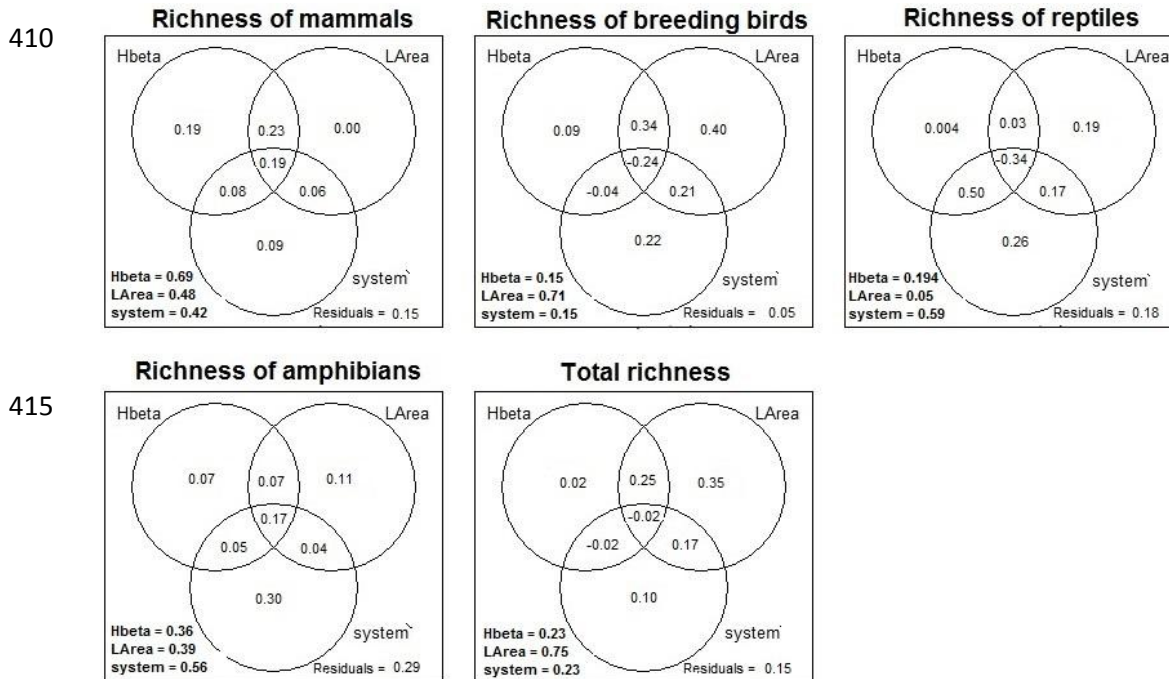 410
Richness of mammals
Hbeta
LArea
0.19
0.23
0.00
0.19
0.08
0.06
0.09
system`
Hbeta = 0.69
LArea = 0.48
system = 0.42
Residuals = 0.15
Richness of breeding birds
Hbeta
LArea
0.09
0.34
0.40
-0.24
-0.04
0.21
0.22
system`
Hbeta = 0.15
LArea = 0.71
system = 0.15
Residuals = 0.05
Richness of reptiles
Hbeta
LArea
0.004
0.03
0.19
-0.34
0.50
0.17
0.26
system`
Hbeta = 0.194
LArea = 0.05
system = 0.59
Residuals = 0.18
415
Richness of amphibians
Hbeta
LArea
0.07
0.07
0.11
0.17
0.05
0.04
0.30
system`
Hbeta = 0.36
LArea = 0.39
system = 0.56
Residuals = 0.29
Total richness
Hbeta
LArea
0.02
0.25
0.35
-0.02
-0.02
0.17
0.10
system
Hbeta = 0.23
LArea = 0.75
system = 0.23
Residuals = 0.15